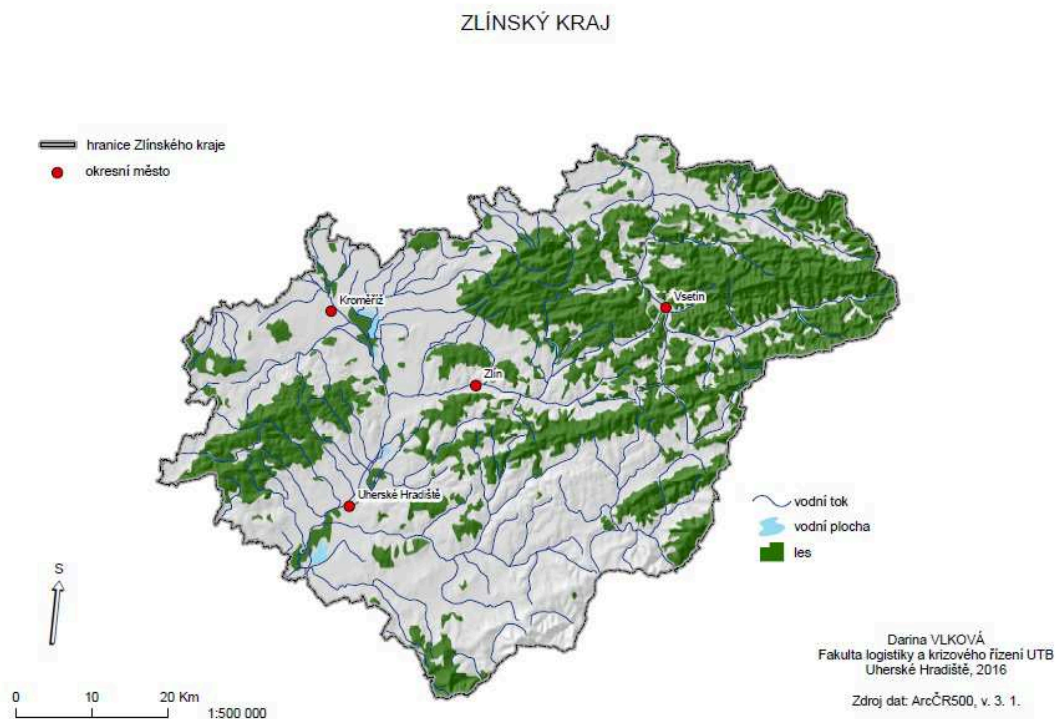 ZLÍNSKÝ KRAJ
hranice Zlínského kraje
okresní město
Kroměříž
Vsetín
Zlín
Uherské Hradiště
vodní tok
vodní plocha
les
S
0 10 20 Km
1:500 000
Darina VLKOVÁ
Fakulta logistiky a krizového řízení UTB
Uherské Hradiště, 2016
Zdroj dat: ArcČR500, v. 3. 1.